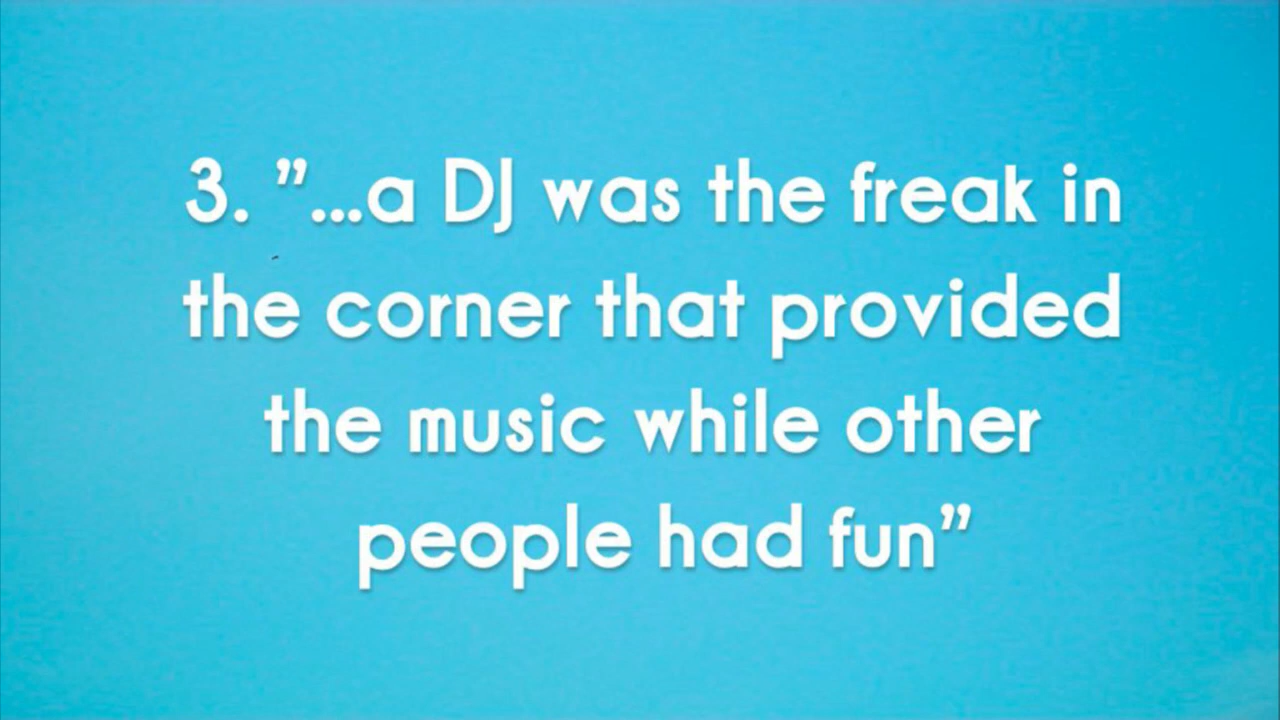 3. ”...a DJ was the freak in
the corner that provided
the music while other
people had fun”